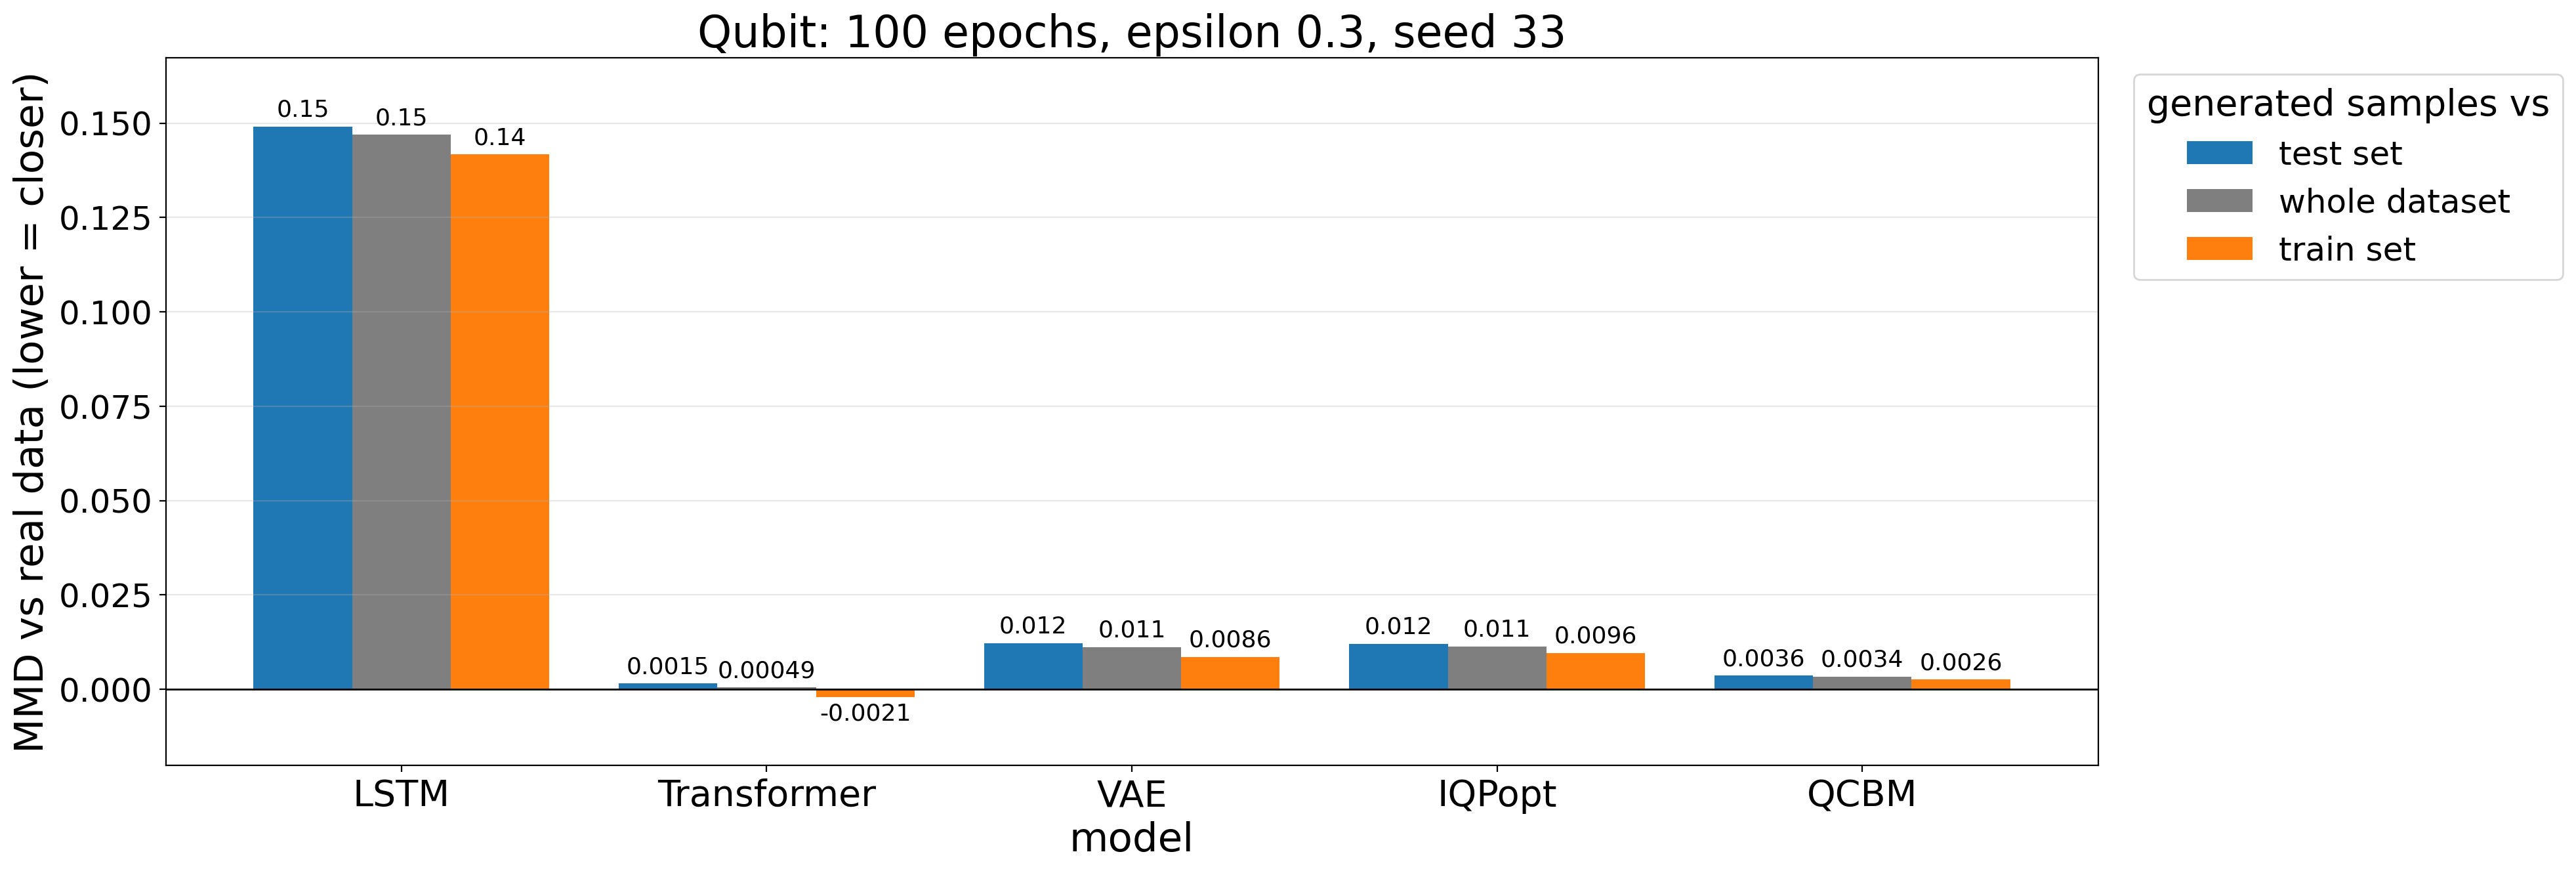 Qubit: 100 epochs, epsilon 0.3, seed 33
MMD vs real data (lower = closer)
0.150
0.125
0.100
0.075
0.050
0.025
0.000
0.15
0.15
0.14
0.0015
0.00049
-0.0021
0.012
0.011
0.0086
0.012
0.011
0.0096
0.0036
0.0034
0.0026
LSTM
Transformer
VAE
IQPopt
QCBM
model
generated samples vs
test set
whole dataset
train set